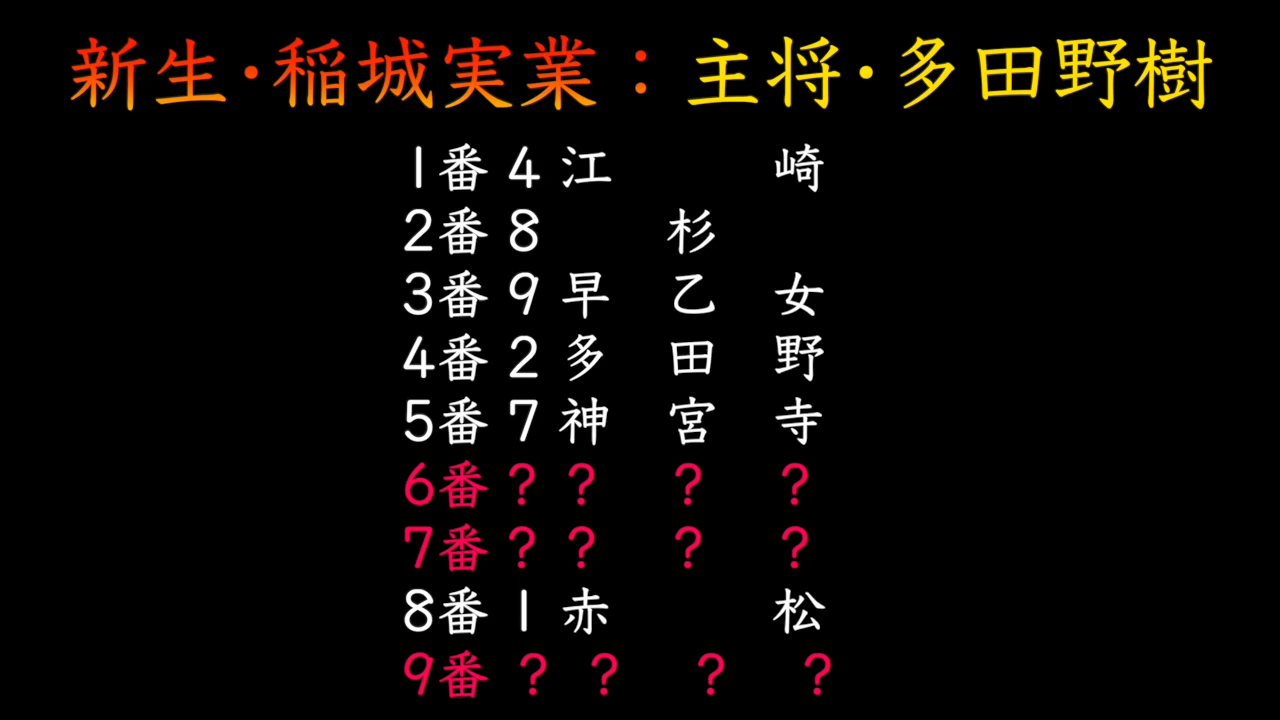 新生·稲城実業：主将·多田野樹
1番 4 江 崎
2番 8 杉
3番 9 早 乙 女
4番 2 多 田 野
5番 7 神 宮 寺
6番 ? ? ? ?
7番 ? ? ? ?
8番 1 赤 松
9番 ? ? ? ?